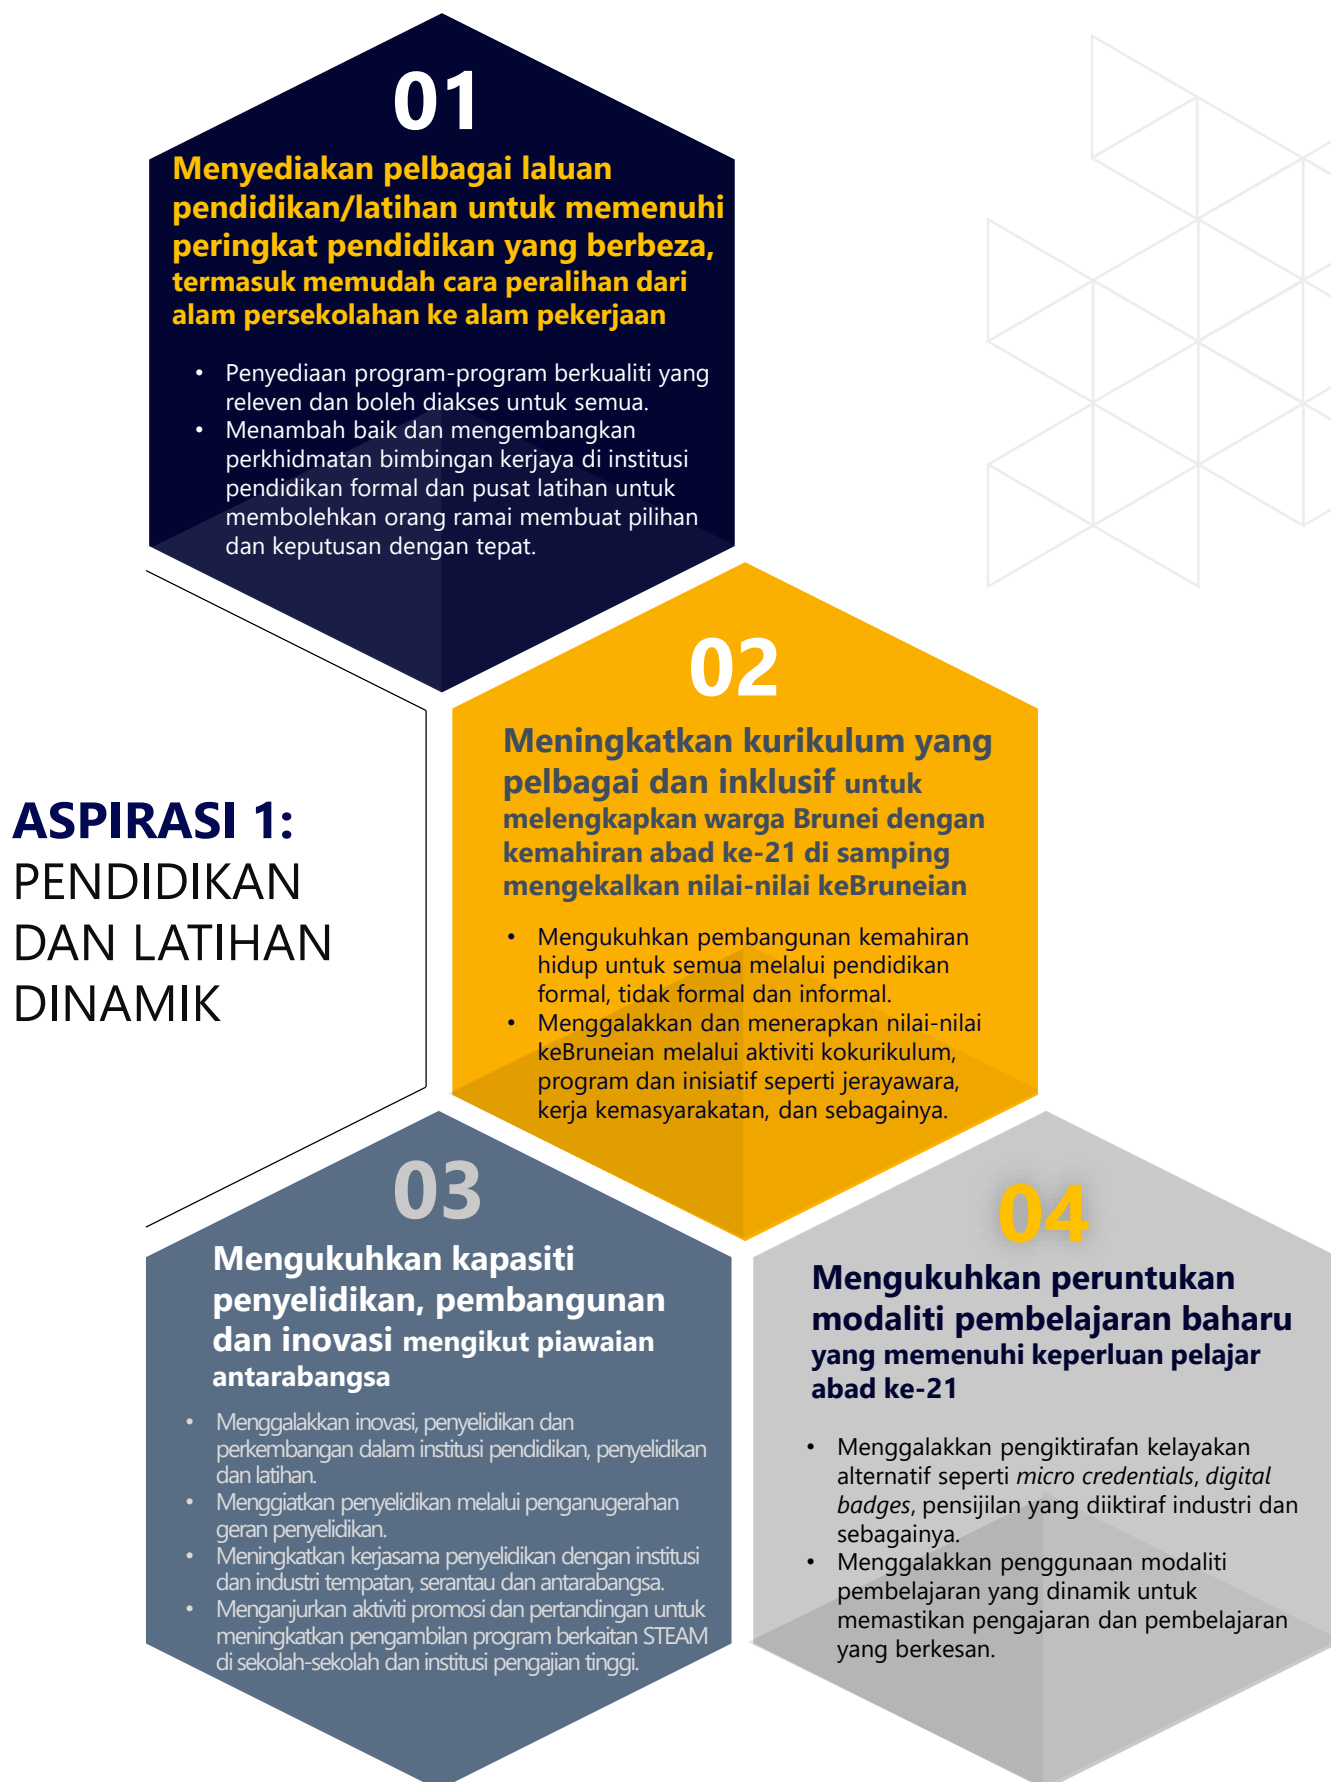 01
Menyediakan pelbagai laluan
pendidikan/latihan untuk memenuhi
peringkat pendidikan yang berbeza,
termasuk memudah cara peralihan dari
alam persekolahan ke alam pekerjaan
• Penyediaan program-program berkualiti yang
releven dan boleh diakses untuk semua.
• Menambah baik dan mengembangkan
perkhidmatan bimbingan kerjaya di institusi
pendidikan formal dan pusat latihan untuk
membolehkan orang ramai membuat pilihan
dan keputusan dengan tepat.
02
Meningkatkan kurikulum yang
pelbagai dan inklusif untuk
melengkapkan warga Brunei dengan
kemahiran abad ke-21 di samping
mengekalkan nilai-nilai keBruneian
• Mengukuhkan pembangunan kemahiran
hidup untuk semua melalui pendidikan
formal, tidak formal dan informal.
• Menggalakkan dan menerapkan nilai-nilai
keBruneian melalui aktiviti kokurikulum,
program dan inisiatif seperti jerayawara,
kerja kemasyarakatan, dan sebagainya.
ASPIRASI 1:
PENDIDIKAN
DAN LATIHAN
DINAMIK
03
Mengukuhkan kapasiti
penyelidikan, pembangunan
dan inovasi mengikut piawaian
antarabangsa
• Menggalakkan inovasi, penyelidikan dan
perkembangan dalam institusi pendidikan, penyelidikan
dan latihan.
• Menggiatkan penyelidikan melalui penganugerahan
geran penyelidikan.
• Meningkatkan kerjasama penyelidikan dengan institusi
dan industri tempatan, serantau dan antarabangsa.
• Menganjurkan aktiviti promosi dan pertandingan untuk
meningkatkan pengambilan program berkaitan STEAM
di sekolah-sekolah dan institusi pengajian tinggi.
04
Mengukuhkan peruntukan
modaliti pembelajaran baharu
yang memenuhi keperluan pelajar
abad ke-21
• Menggalakkan pengiktirafan kelayakan
alternatif seperti micro credentials, digital
badges, pensijilan yang diiktiraf industri dan
sebagainya.
• Menggalakkan penggunaan modaliti
pembelajaran yang dinamik untuk
memastikan pengajaran dan pembelajaran
yang berkesan.